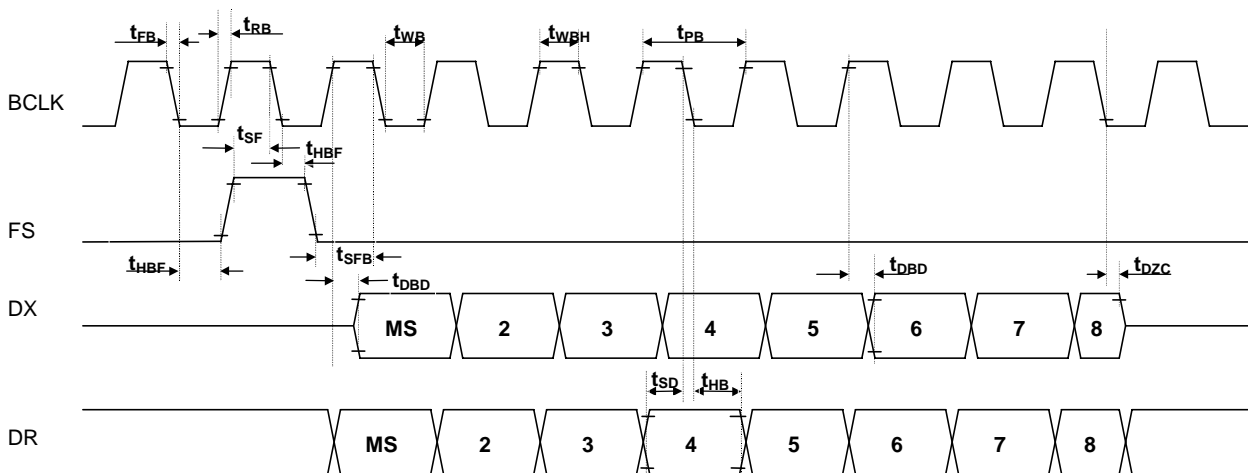 tFB tRB tWB tWBH tPB
BCLK
tSF
tHBF
FS
tHBF tSFB
tDBD tDBD tDZC
DX
MS 2 3 4 5 6 7 8
tSD tHB
DR
MS 2 3 4 5 6 7 8